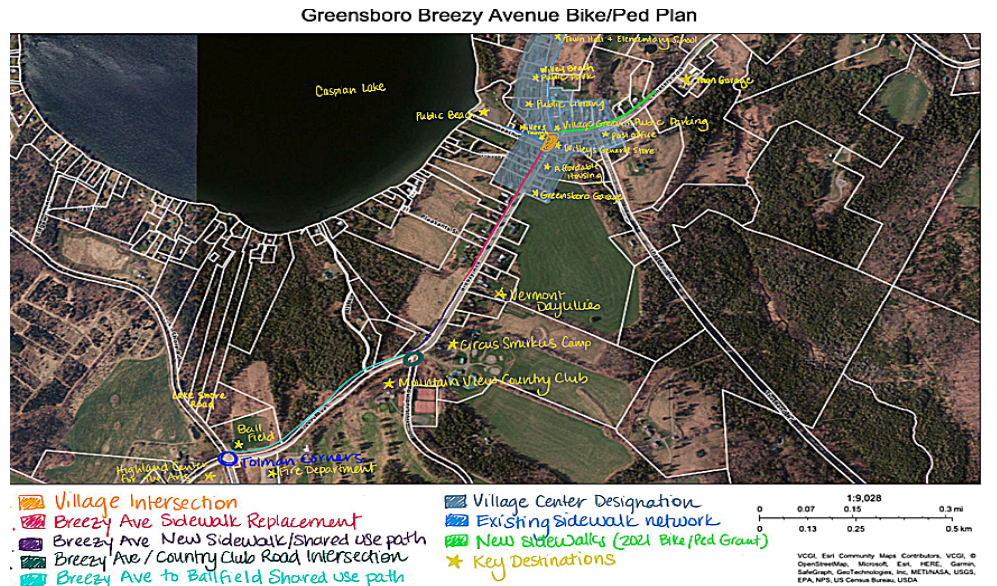 Greensboro Breezy Avenue Bike/Ped Plan
Town Hall + Elementary School
Willey Beach
Public Park
Town Garage
Caspian Lake
Public Library
Public Beach
Village Green + Public Parking
Post Office
Willey's General Store
Affordable
Housing
Greensboro Garage
Vermont
Daylilies
Circus Smirkus Camp
Mountain View Country Club
Lake Shore
Road
Ball
Field
Tolman Corners
Highland Center
For The Arts
Fire Department
Village Intersection
Breezy Ave Sidewalk Replacement
Breezy Ave New Sidewalk/Shared use path
Breezy Ave / Country Club Road Intersection
Breezy Ave to Ballfield Shared use path
Village Center Designation
Existing Sidewalk network
New Sidewalks (2021 Bike/Ped Grant)
Key Destinations
1:9,028
0 0.07 0.15 0.3 mi
0 0.13 0.25 0.5 km
VCGI, Esri Community Maps Contributors, VCGI, ©
OpenStreetMap, Microsoft, Esri, HERE, Garmin,
SafeGraph, GeoTechnologies, Inc, METI/NASA, USGS,
EPA, NPS, US Census Bureau, USDA